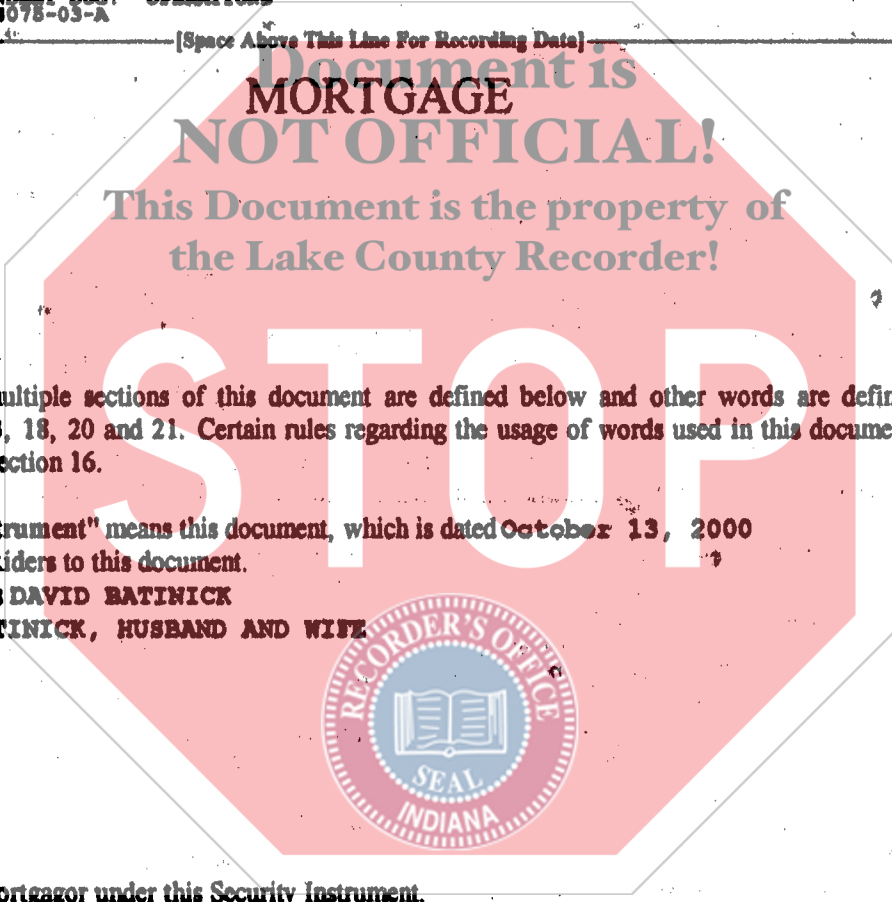 078-03-A
[Space Above This Line For Recording Data]
Document is
MORTGAGE
NOT OFFICIAL!
This Document is the property of
the Lake County Recorder!
STOP
ultiple sections of this document are defined below and other words are defin
, 18, 20 and 21. Certain rules regarding the usage of words used in this docume
ection 16.
trument" means this document, which is dated October 13, 2000
iders to this document.
DAVID BATINICK
TINICK, HUSBAND AND WIFE
RECORDER'S OFFICE
SEAL
INDIANA
ortgagor under this Security Instrument.